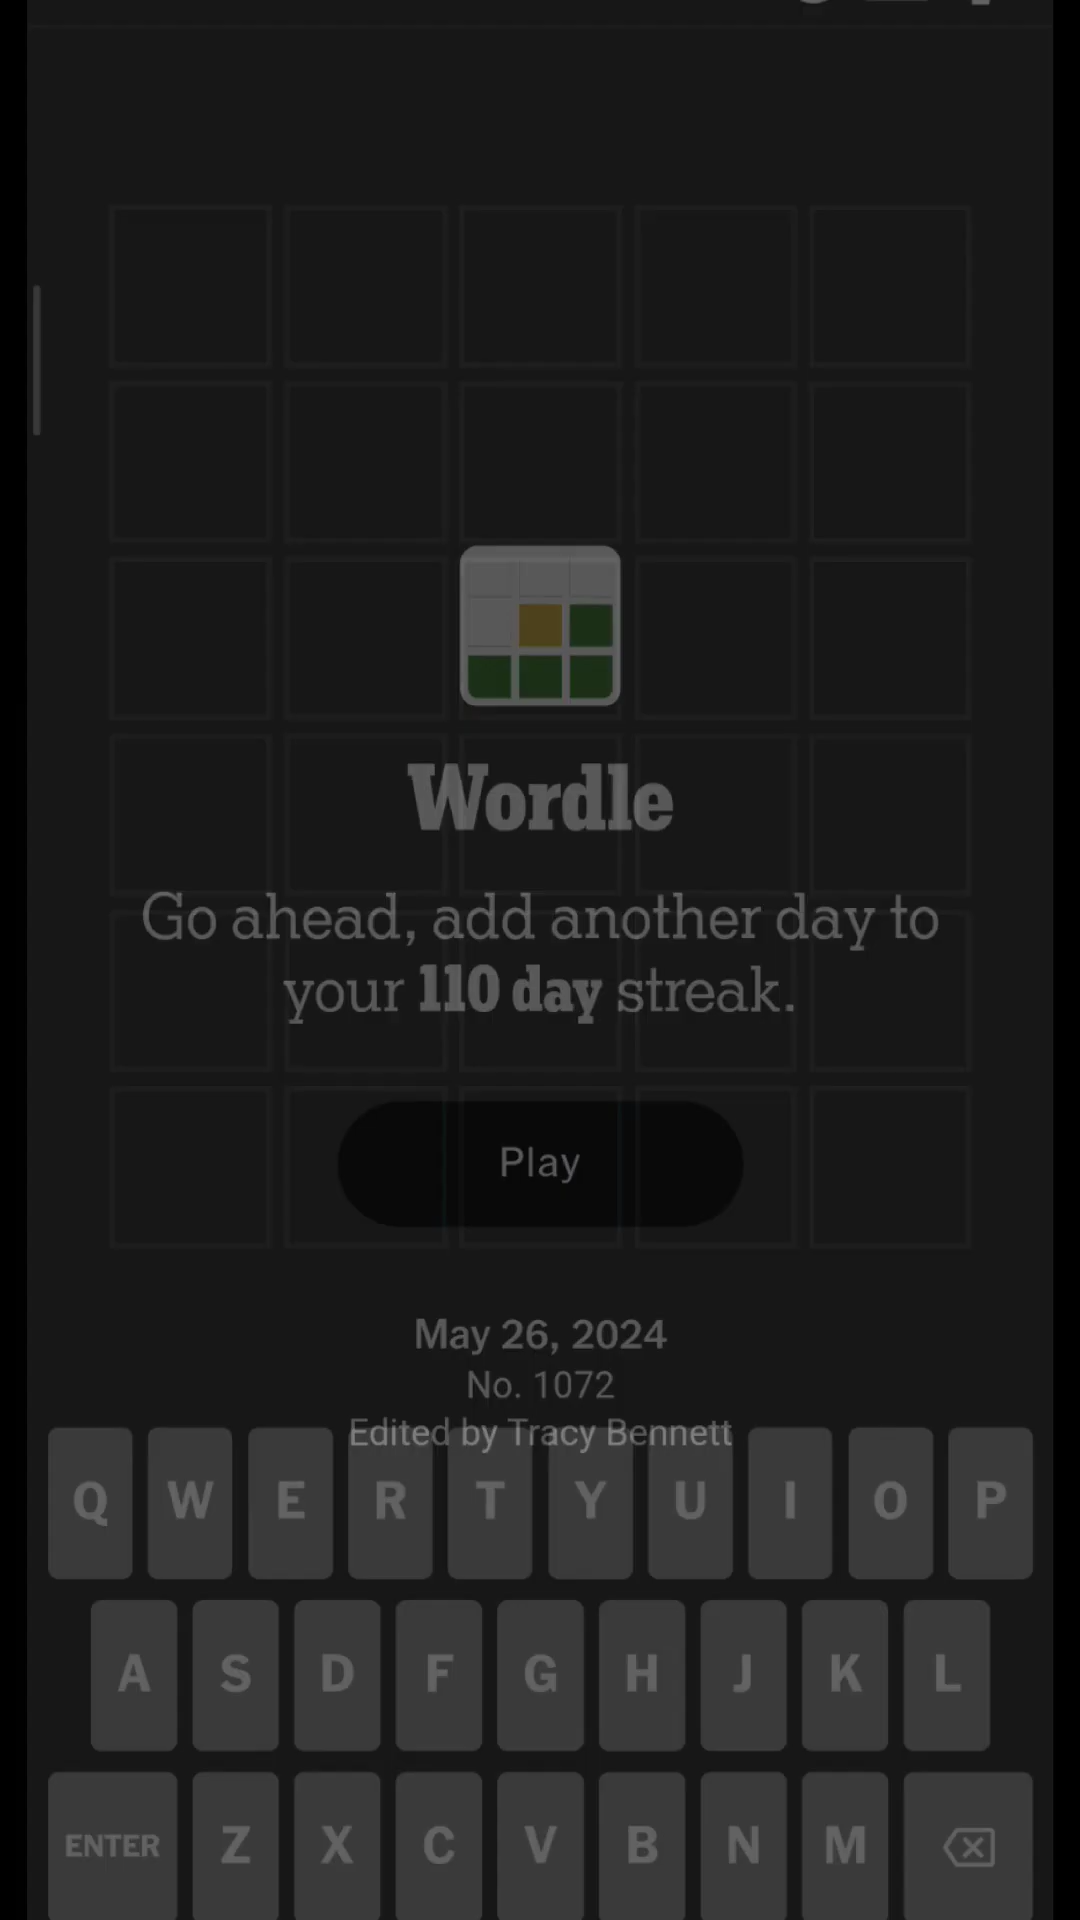 Wordle
Go ahead, add another day to
your 110 day streak.
Play
May 26, 2024
No. 1072
Edited by Tracy Bennett
Q W E R T Y U I O P
A S D F G H J K L
ENTER Z X C V B N M